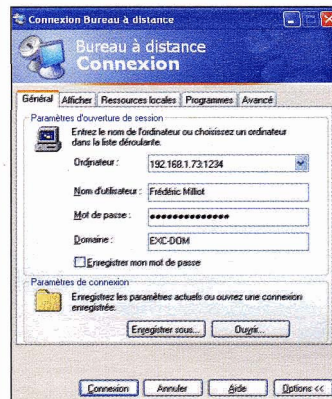 Connexion Bureau à distance
Bureau à distance
Connexion
Général Afficher Ressources locales Programmes Avancé
Paramètres d'ouverture de session
Entrez le nom de l'ordinateur ou choisissez un ordinateur
dans la liste déroulante.
Ordinateur : 192.168.1.73:1234
Nom d'utilisateur : Frédéric Milliot
Mot de passe : ●●●●●●●●●●●●●●
Domaine : EXC-DOM
Enregistrer mon mot de passe
Paramètres de connexion
Enregistrez les paramètres actuels ou ouvrez une connexion
enregistrée.
Enregistrer sous... Ouvrir...
Connexion Annuler Aide Options <<